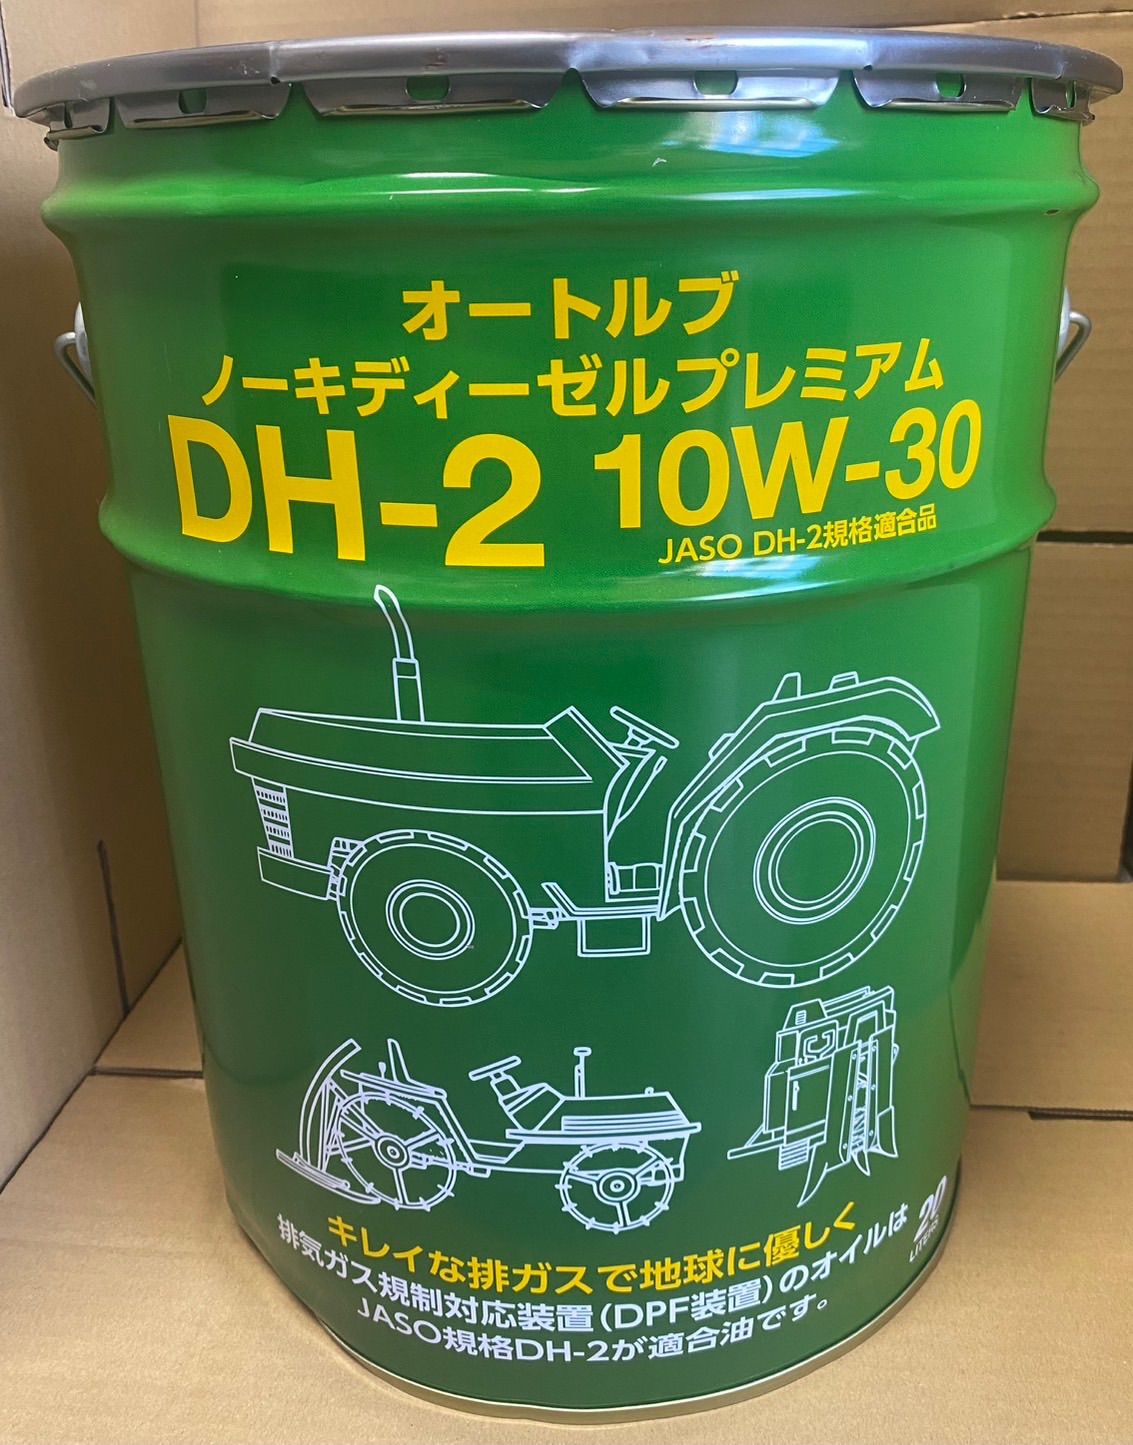 オートルブ
ノーキディーゼルプレミアム
DH-2 10W-30
JASO DH-2規格適合品
キレイな排ガスで地球に優しく
排気ガス規制対応装置(DPF装置)のオイルは
JASO規格DH-2が適合油です。
20
LITERS